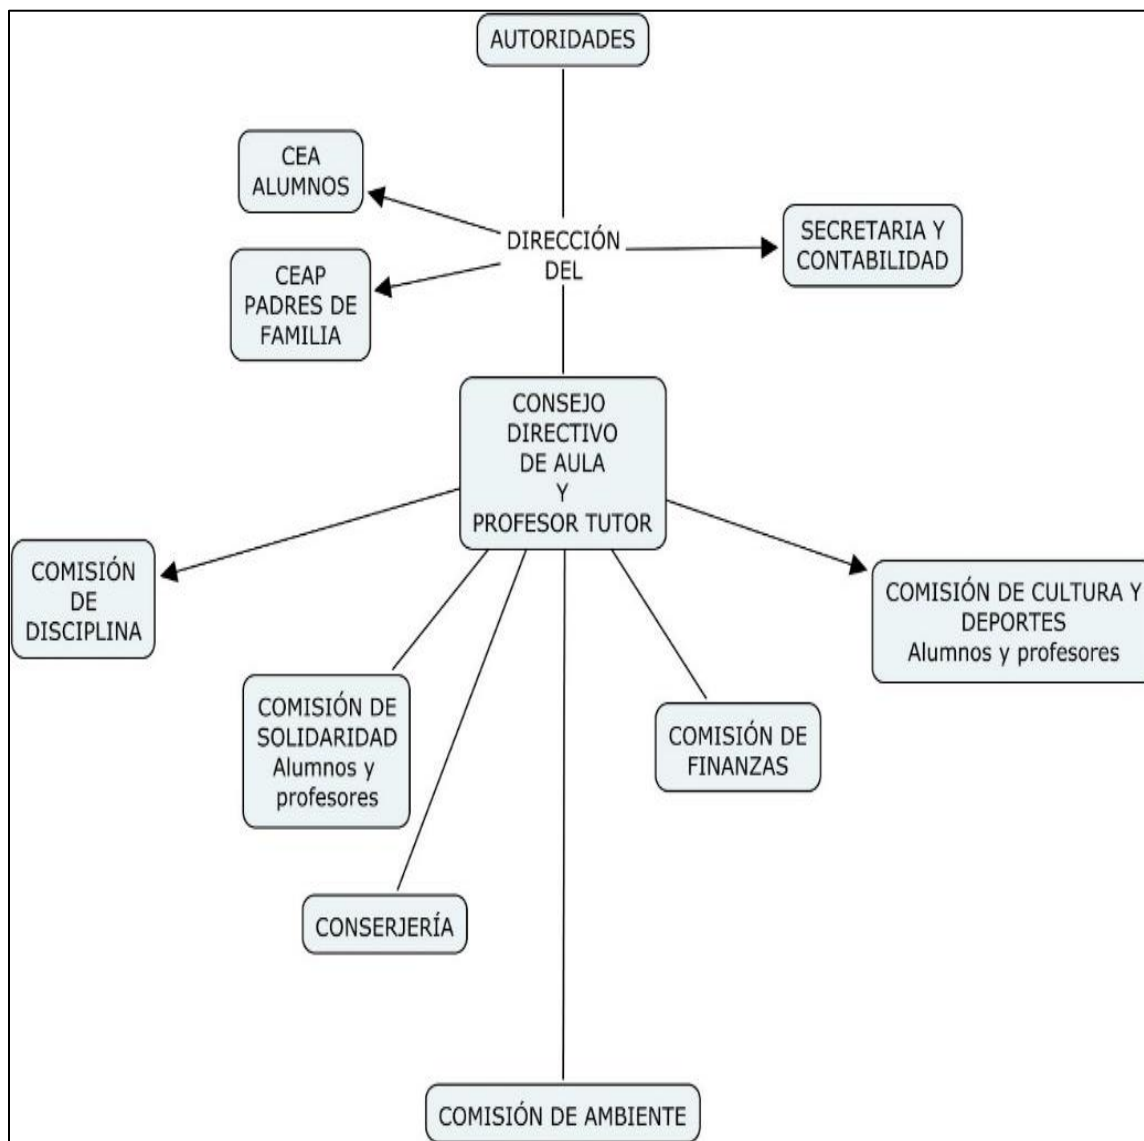 AUTORIDADES
CEA
ALUMNOS
DIRECCIÓN
DEL
SECRETARIA Y
CONTABILIDAD
CEAP
PADRES DE
FAMILIA
CONSEJO
DIRECTIVO
DE AULA
Y
PROFESOR TUTOR
COMISIÓN
DE
DISCIPLINA
COMISIÓN DE CULTURA Y
DEPORTES
Alumnos y profesores
COMISIÓN DE
SOLIDARIDAD
Alumnos y
profesores
COMISIÓN DE
FINANZAS
CONSERJERÍA
COMISIÓN DE AMBIENTE